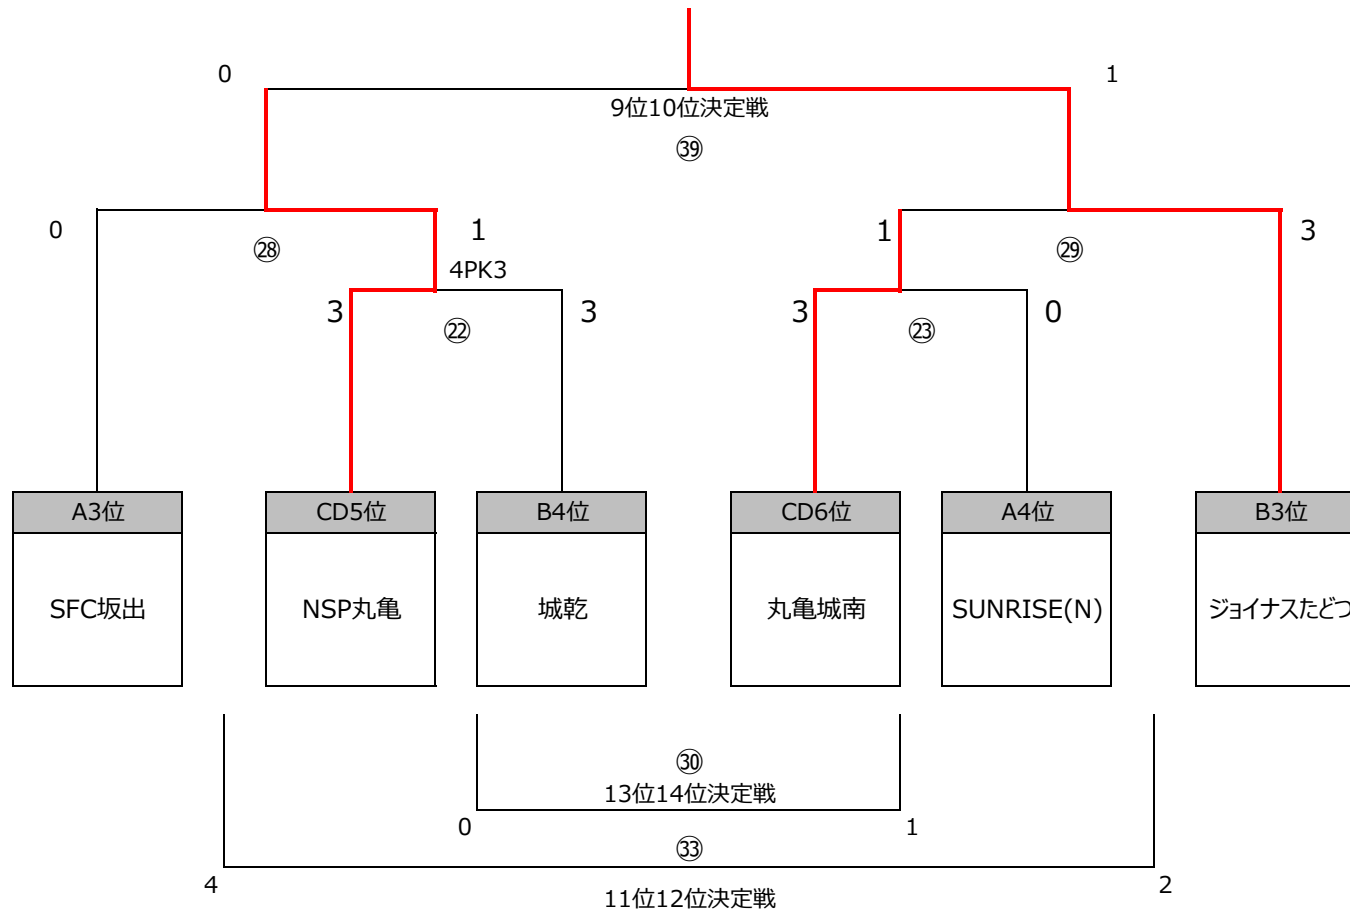 0
1
9位10位決定戦
㊴
0
㉘
1
1
㉙
3
4PK3
3
㉒
3
3
㉓
0
A3位
CD5位
B4位
CD6位
A4位
B3位
SFC坂出
NSP丸亀
城乾
丸亀城南
SUNRISE(N)
ジョイナスたどつ
㉚
13位14位決定戦
0
1
㉝
4
2
11位12位決定戦